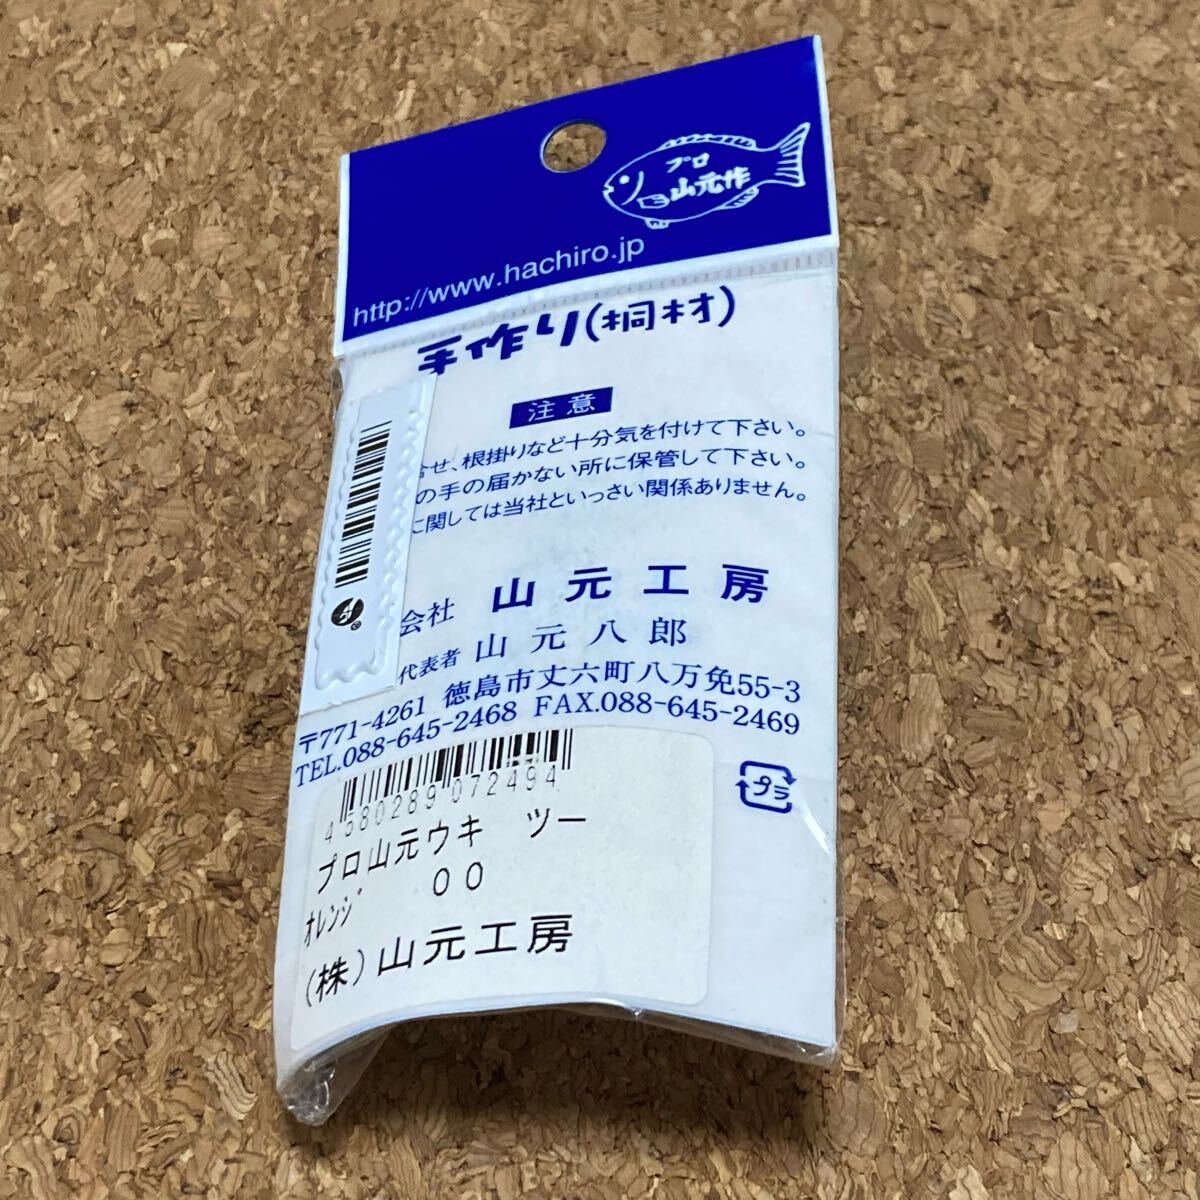 プロ
山元作
http://www.hachiro.jp
手作り(桐材)
注意
合せ、根掛りなど十分気を付けて下さい。
の手の届かない所に保管して下さい。
に関しては当社といっさい関係ありません。
会社 山元工房
代表者 山元八郎
〒771-4261 徳島市丈六町八万免55-3
TEL.088-645-2468 FAX.088-645-2469
プラ
4 580289 072494
プロ山元ウキ ツー
オレンジ 00
(株)山元工房